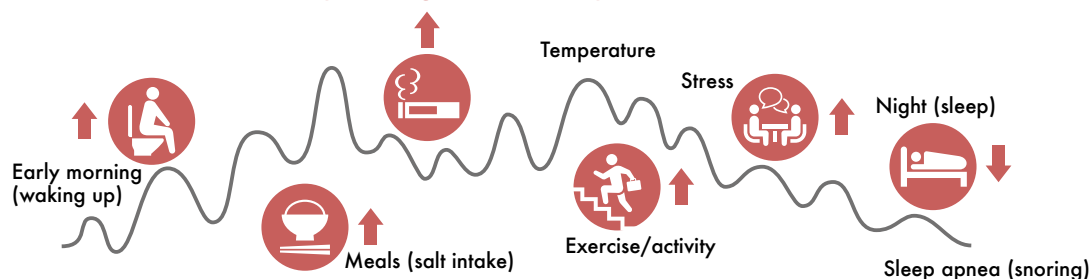 Temperature
Stress
Night (sleep)
Early morning
(waking up)
Exercise/activity
Meals (salt intake)
Sleep apnea (snoring)